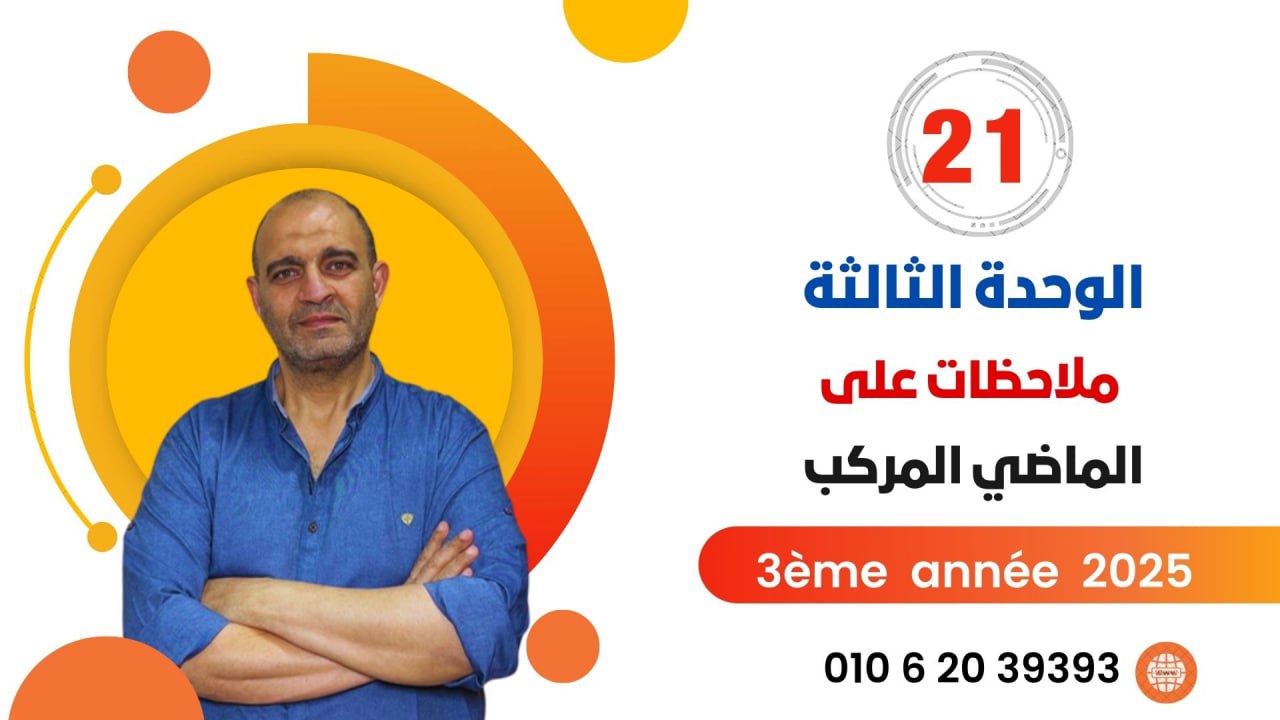 21
الوحدة الثالثة
ملاحظات على
الماضي المركب
3ème année 2025
010 6 20 39393